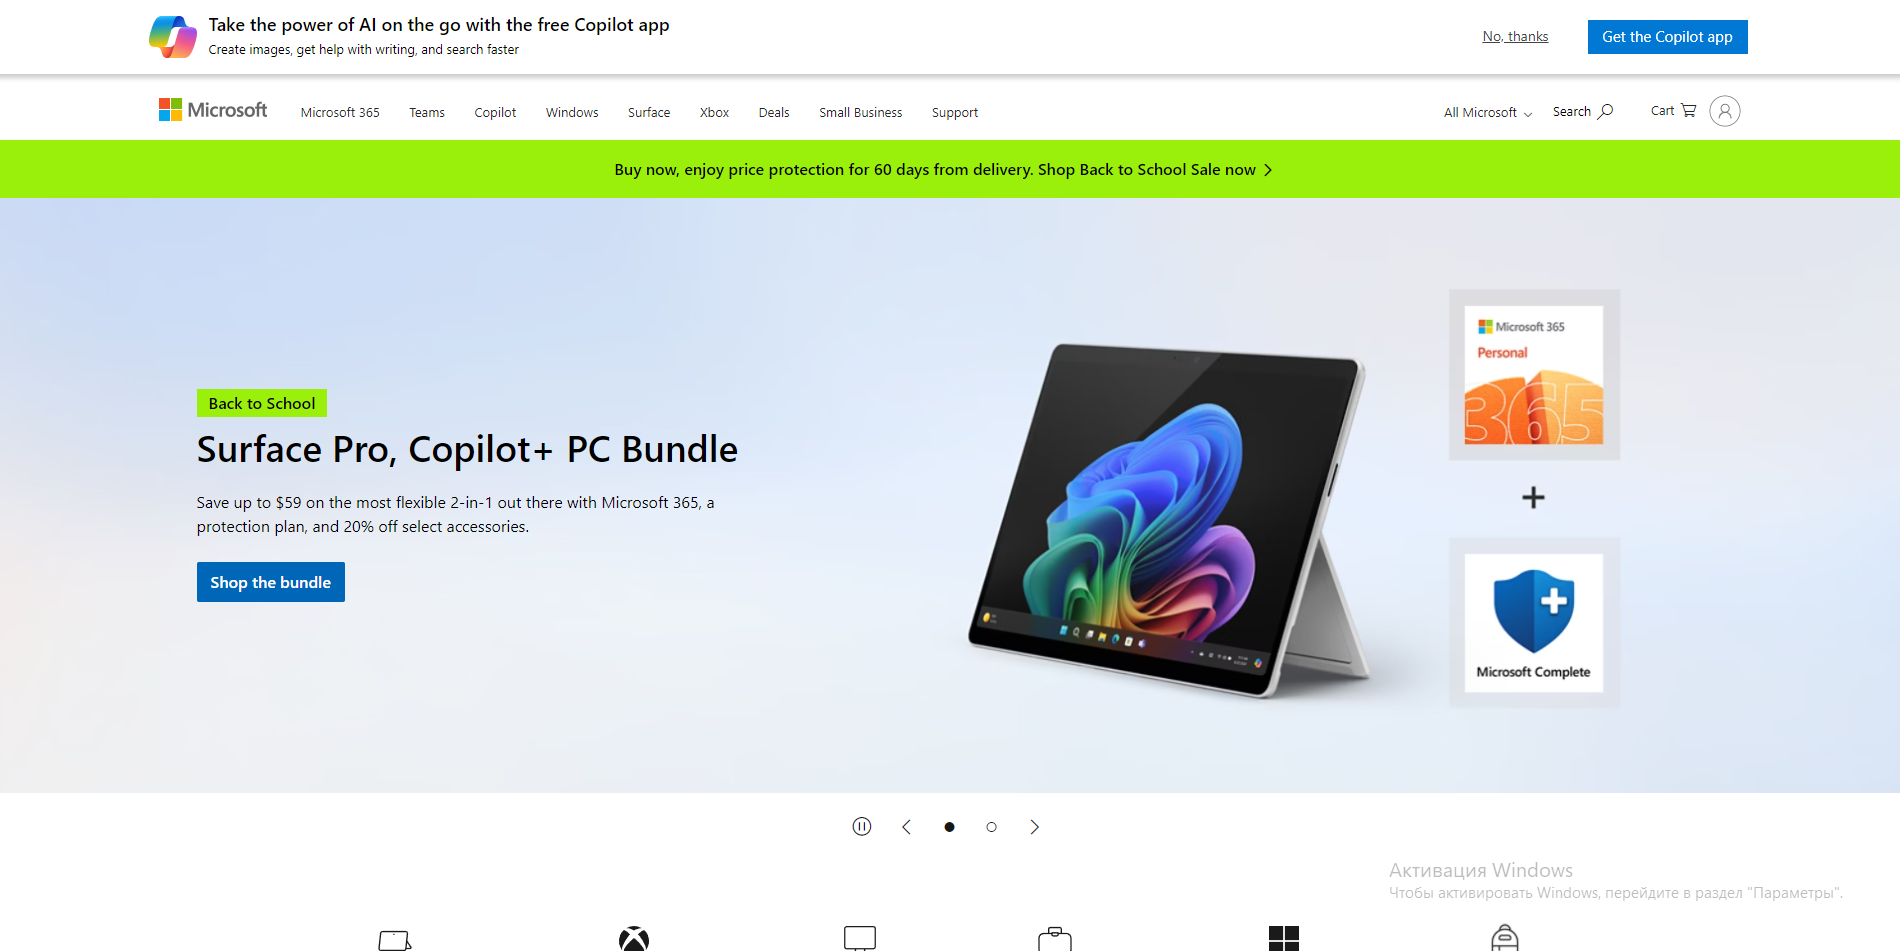 Take the power of AI on the go with the free Copilot app
Create images, get help with writing, and search faster
No, thanks
Get the Copilot app
Microsoft
Microsoft 365
Teams
Copilot
Windows
Surface
Xbox
Deals
Small Business
Support
All Microsoft
Search
Cart
Buy now, enjoy price protection for 60 days from delivery. Shop Back to School Sale now
Back to School
Surface Pro, Copilot+ PC Bundle
Save up to $59 on the most flexible 2-in-1 out there with Microsoft 365, a
protection plan, and 20% off select accessories.
Shop the bundle
Microsoft 365
Personal
365
+
Microsoft Complete
Активация Windows
Чтобы активировать Windows, перейдите в раздел "Параметры".